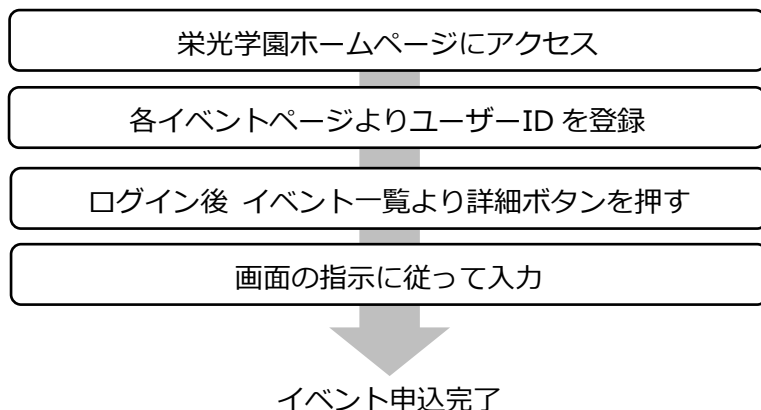 栄光学園ホームページにアクセス
各イベントページよりユーザーID を登録
ログイン後 イベント一覧より詳細ボタンを押す
画面の指示に従って入力
イベント申込完了